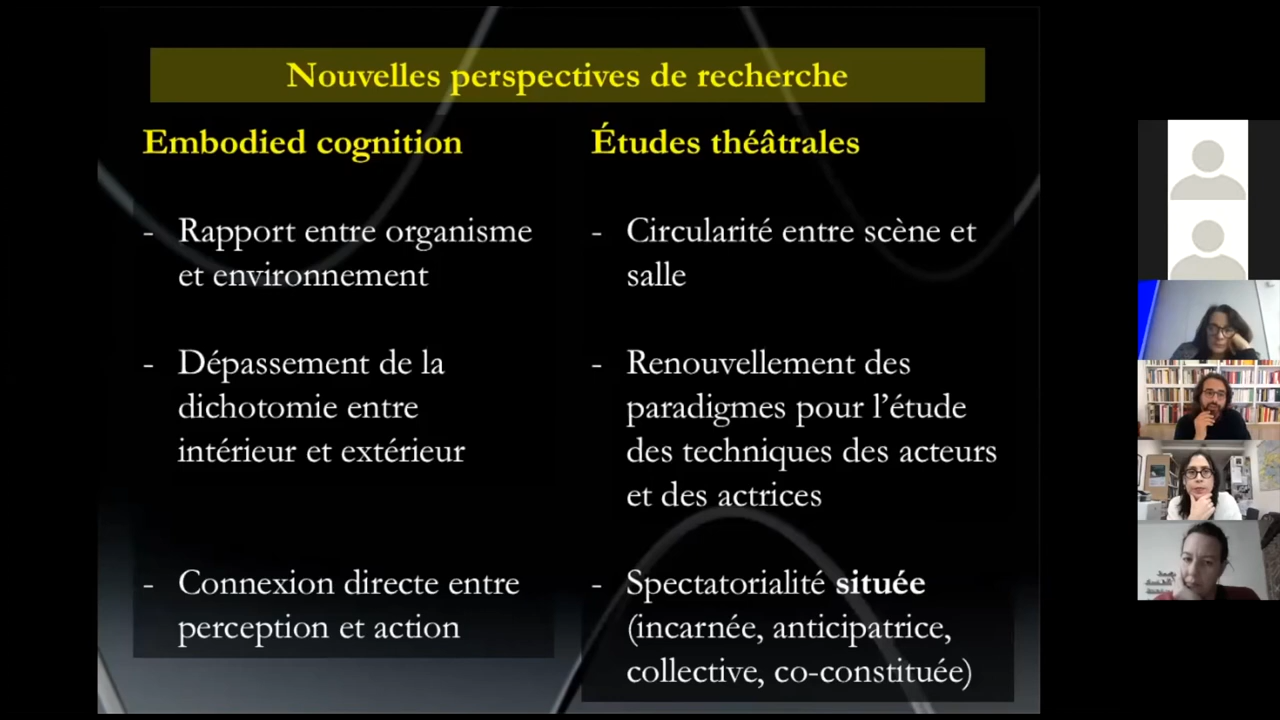 Nouvelles perspectives de recherche
Embodied cognition
- Rapport entre organisme
et environnement
- Dépassement de la
dichotomie entre
intérieur et extérieur
- Connexion directe entre
perception et action
Études théâtrales
- Circularité entre scène et
salle
- Renouvellement des
paradigmes pour l’étude
des techniques des acteurs
et des actrices
- Spectatorialité située
(incarnée, anticipatrice,
collective, co-constituée)